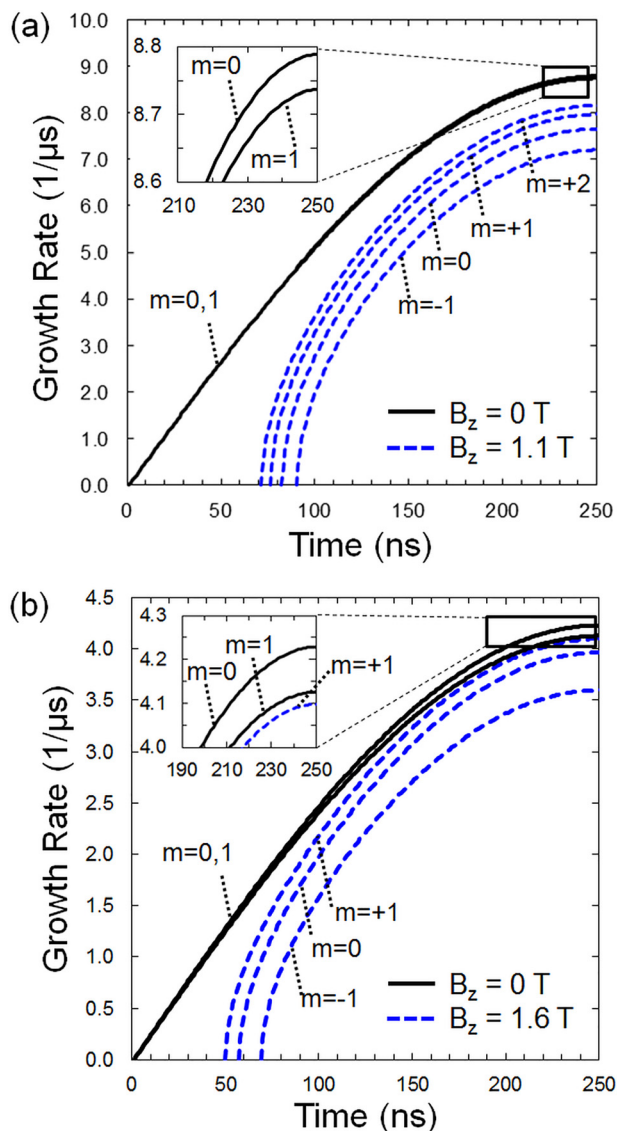 (a)
10.0
9.0
8.0
7.0
6.0
5.0
4.0
3.0
2.0
1.0
0.0
Growth Rate (1/μs)
8.8
8.7
8.6
210 230 250
m=0
m=1
m=0,1
m=+2
m=+1
m=0
m=-1
B_z = 0 T
B_z = 1.1 T
0 50 100 150 200 250
Time (ns)
(b)
4.5
4.0
3.5
3.0
2.5
2.0
1.5
1.0
0.5
0.0
Growth Rate (1/μs)
4.3
4.2
4.1
4.0
190 210 230 250
m=0
m=1
m=+1
m=0,1
m=+1
m=0
m=-1
B_z = 0 T
B_z = 1.6 T
0 50 100 150 200 250
Time (ns)